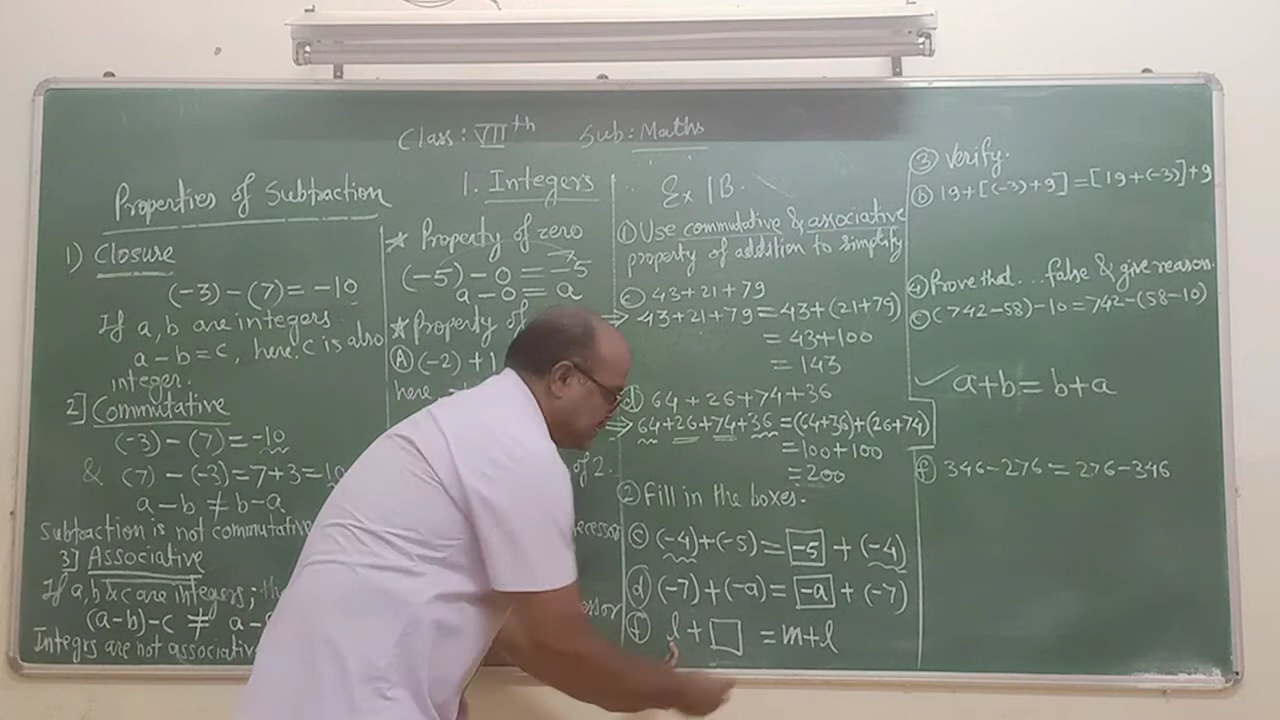 Class: VIIth Sub: Maths
1. Integers
Properties of Subtraction
1) Closure
(-3) - (7) = -10
If a, b are integers
a - b = c, here. c is also
integer.
2] Commutative
(-3) - (7) = -10
& (7) - (-3) = 7 + 3 = 10
a - b ≠ b - a
Subtraction is not commutative
3] Associative
If a, b & c are integers;
(a-b) - c ≠ a -
Integrs are not associative
★ Property of zero
(-5) - 0 = -5
a - 0 = a
★ Property of
(A) (-2) + 1
here
of 2.
Ex 1B.
① Use commutative & associative
property of addition to simplify
(c) 43 + 21 + 79
⇒ 43 + 21 + 79 = 43 + (21 + 79)
= 43 + 100
= 143
(d) 64 + 26 + 74 + 36
⇒ 64 + 26 + 74 + 36 = (64 + 36) + (26 + 74)
= 100 + 100
= 200
② Fill in the boxes.
(c) (-4) + (-5) = -5 + (-4)
(d) (-7) + (-a) = -a + (-7)
(f) l + □ = m + l
③ Verify.
(b) 19 + [(-3) + 9] = [19 + (-3)] + 9
④ Prove that ... false & give reason.
(c) (742 - 58) - 10 = 742 - (58 - 10)
✓ a + b = b + a
(f) 346 - 276 = 276 - 346